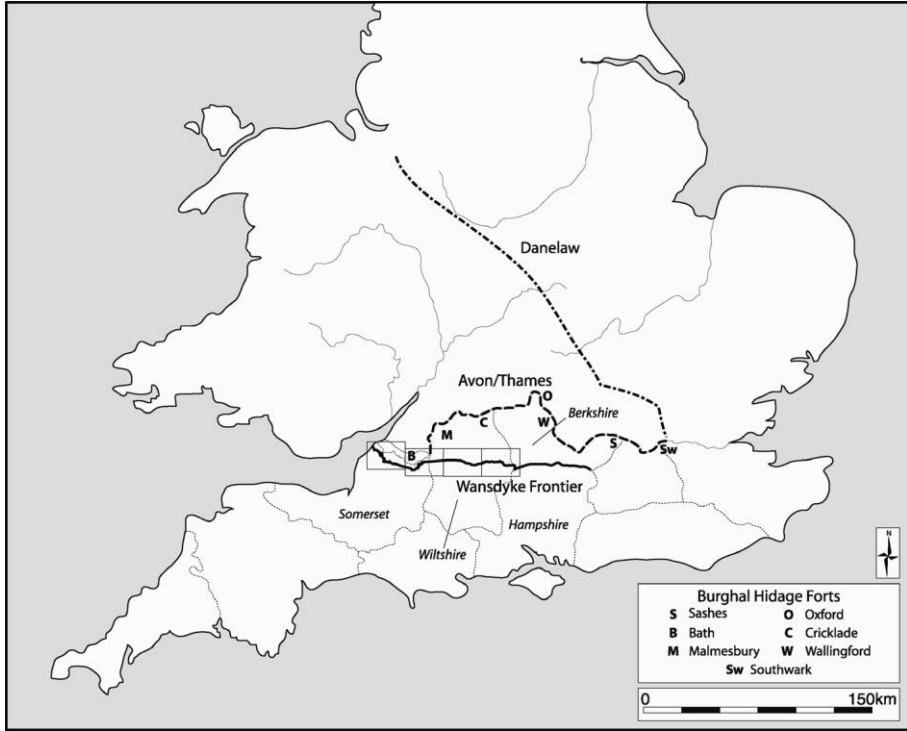 Danelaw
Avon/Thames
O
Berkshire
C
W
M
S
Sw
B
Wansdyke Frontier
Somerset
Hampshire
Wiltshire
N
Burghal Hidage Forts
S Sashes O Oxford
B Bath C Cricklade
M Malmesbury W Wallingford
Sw Southwark
0 150km